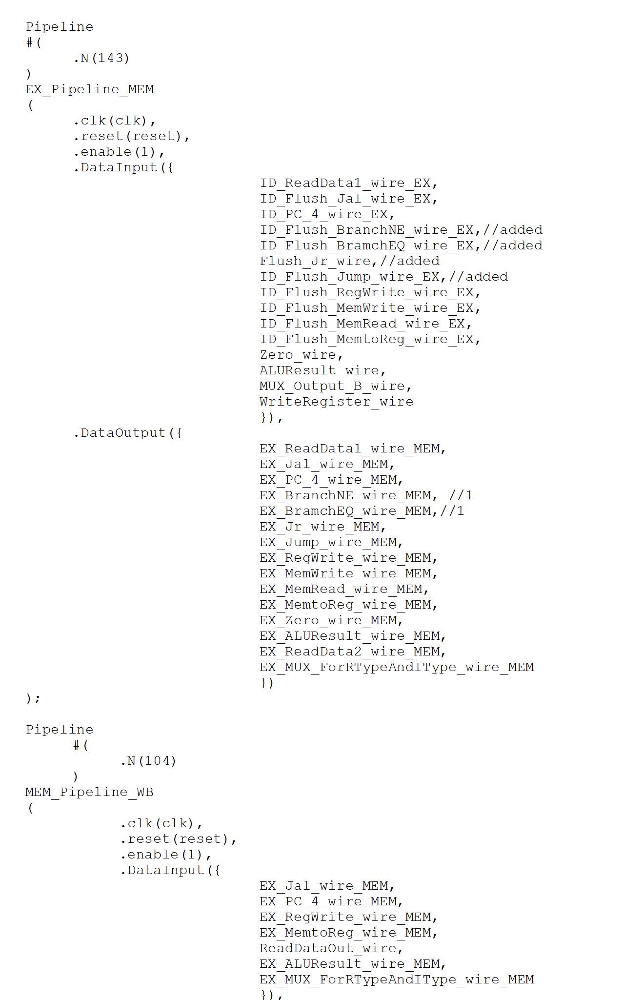 Pipeline
#(
.N(143)
)
EX_Pipeline_MEM
(
.clk(clk),
.reset(reset),
.enable(1),
.DataInput({
ID_ReadData1_wire_EX,
ID_Flush_Jal_wire_EX,
ID_PC_4_wire_EX,
ID_Flush_BranchNE_wire_EX,//added
ID_Flush_BramchEQ_wire_EX,//added
Flush_Jr_wire,//added
ID_Flush_Jump_wire_EX,//added
ID_Flush_RegWrite_wire_EX,
ID_Flush_MemWrite_wire_EX,
ID_Flush_MemRead_wire_EX,
ID_Flush_MemtoReg_wire_EX,
Zero_wire,
ALUResult_wire,
MUX_Output_B_wire,
WriteRegister_wire
}),
.DataOutput({
EX_ReadData1_wire_MEM,
EX_Jal_wire_MEM,
EX_PC_4_wire_MEM,
EX_BranchNE_wire_MEM, //1
EX_BramchEQ_wire_MEM,//1
EX_Jr_wire_MEM,
EX_Jump_wire_MEM,
EX_RegWrite_wire_MEM,
EX_MemWrite_wire_MEM,
EX_MemRead_wire_MEM,
EX_MemtoReg_wire_MEM,
EX_Zero_wire_MEM,
EX_ALUResult_wire_MEM,
EX_ReadData2_wire_MEM,
EX_MUX_ForRTypeAndIType_wire_MEM
})
);
Pipeline
#(
.N(104)
)
MEM_Pipeline_WB
(
.clk(clk),
.reset(reset),
.enable(1),
.DataInput({
EX_Jal_wire_MEM,
EX_PC_4_wire_MEM,
EX_RegWrite_wire_MEM,
EX_MemtoReg_wire_MEM,
ReadDataOut_wire,
EX_ALUResult_wire_MEM,
EX_MUX_ForRTypeAndIType_wire_MEM
}),